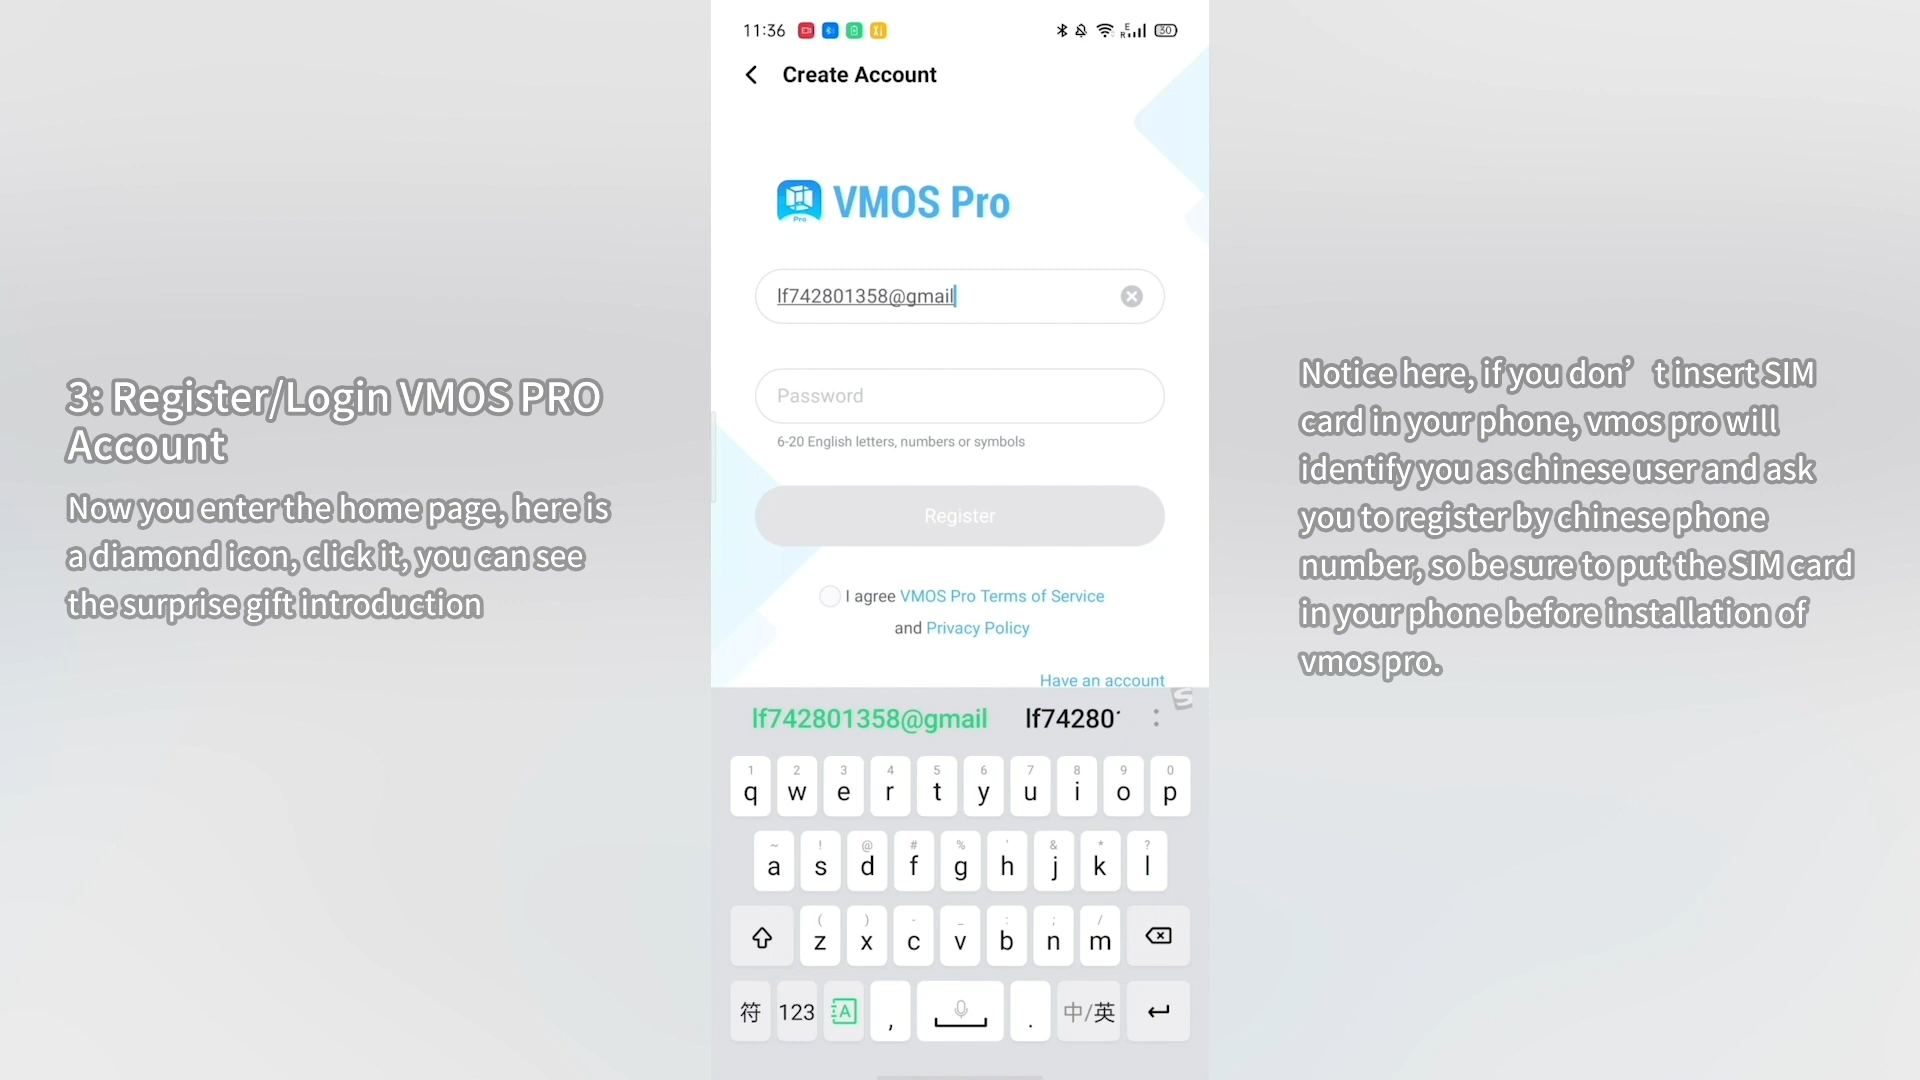 11:36
30
Create Account
VMOS Pro
lf742801358@gmail
Password
6-20 English letters, numbers or symbols
Register
I agree VMOS Pro Terms of Service
and Privacy Policy
Have an account
3: Register/Login VMOS PRO
Account
Now you enter the home page, here is
a diamond icon, click it, you can see
the surprise gift introduction
Notice here, if you don’t insert SIM
card in your phone, vmos pro will
identify you as chinese user and ask
you to register by chinese phone
number, so be sure to put the SIM card
in your phone before installation of
vmos pro.
lf742801358@gmail lf74280
1 2 3 4 5 6 7 8 9 0
q w e r t y u i o p
~ ! @ # % ' & * ?
a s d f g h j k l
( ) - _ : ; /
z x c v b n m
符 123 , . 中/英